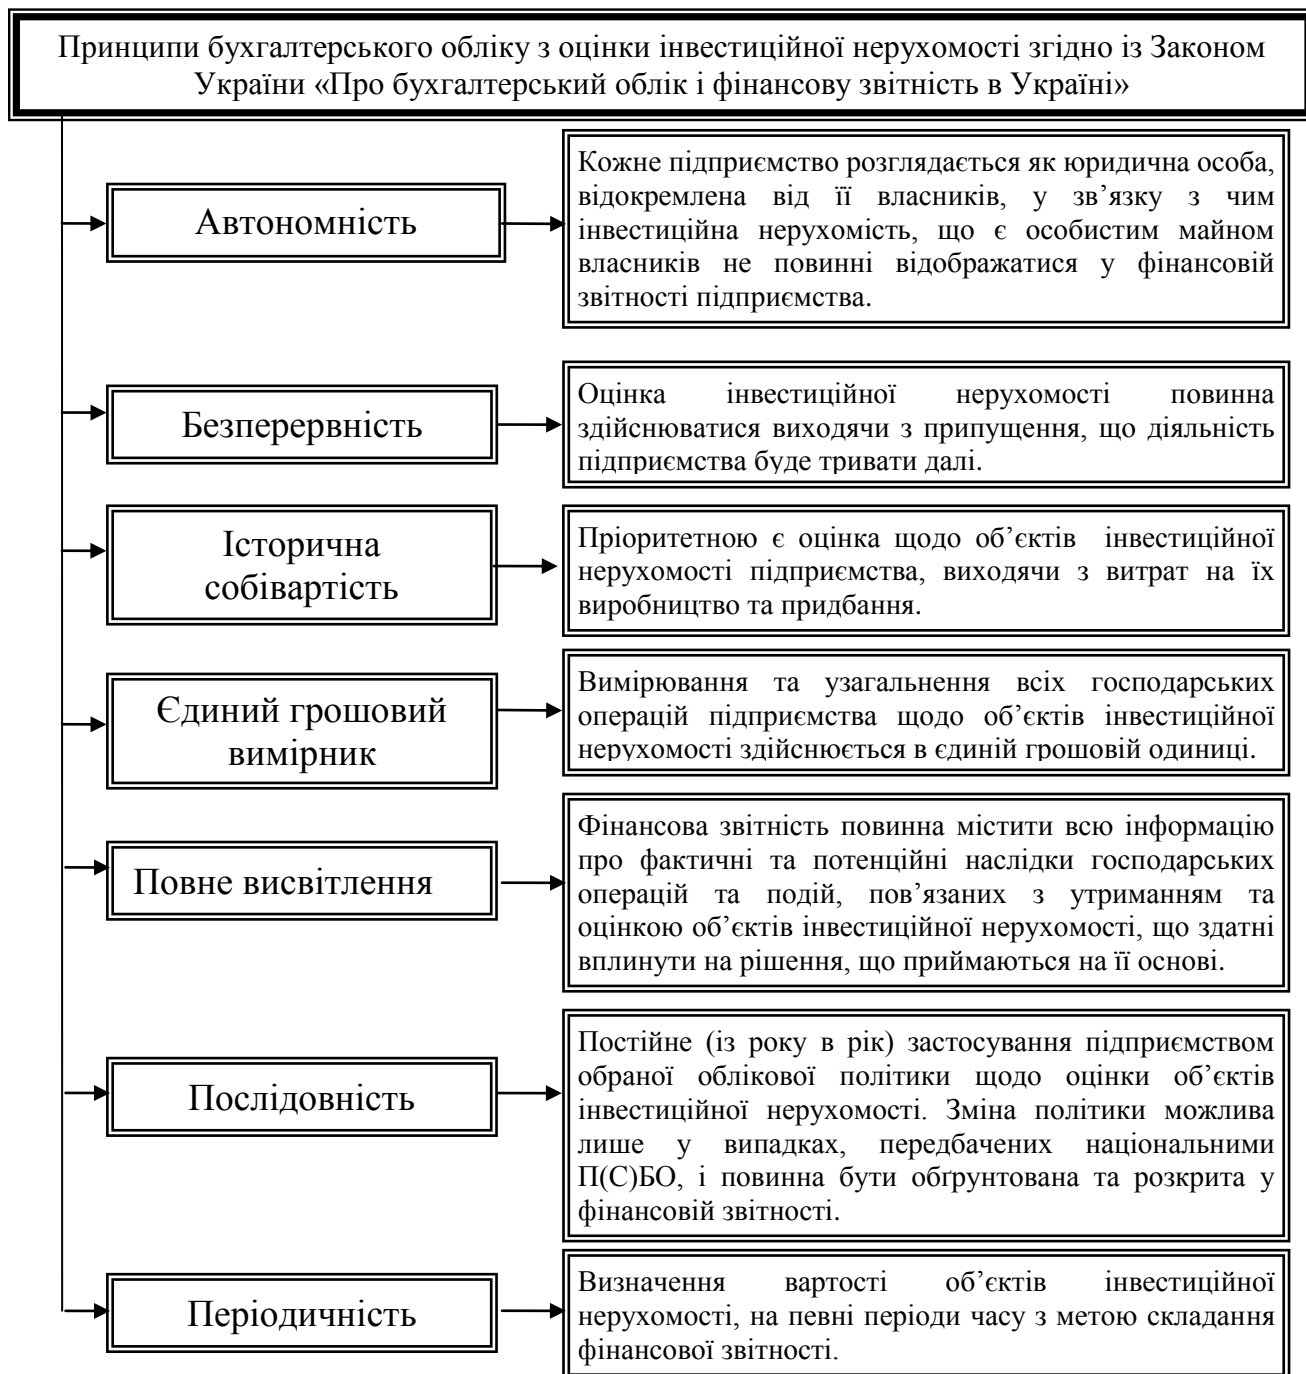 Принципи бухгалтерського обліку з оцінки інвестиційної нерухомості згідно із Законом
України «Про бухгалтерський облік і фінансову звітність в Україні»
Автономність
Кожне підприємство розглядається як юридична особа,
відокремлена від її власників, у зв’язку з чим
інвестиційна нерухомість, що є особистим майном
власників не повинні відображатися у фінансовій
звітності підприємства.
Безперервність
Оцінка інвестиційної нерухомості повинна
здійснюватися виходячи з припущення, що діяльність
підприємства буде тривати далі.
Історична
собівартість
Пріоритетною є оцінка щодо об’єктів інвестиційної
нерухомості підприємства, виходячи з витрат на їх
виробництво та придбання.
Єдиний грошовий
вимірник
Вимірювання та узагальнення всіх господарських
операцій підприємства щодо об’єктів інвестиційної
нерухомості здійснюється в єдиній грошовій одиниці.
Повне висвітлення
Фінансова звітність повинна містити всю інформацію
про фактичні та потенційні наслідки господарських
операцій та подій, пов’язаних з утриманням та
оцінкою об’єктів інвестиційної нерухомості, що здатні
вплинути на рішення, що приймаються на її основі.
Послідовність
Постійне (із року в рік) застосування підприємством
обраної облікової політики щодо оцінки об’єктів
інвестиційної нерухомості. Зміна політики можлива
лише у випадках, передбачених національними
П(С)БО, і повинна бути обґрунтована та розкрита у
фінансовій звітності.
Періодичність
Визначення вартості об’єктів інвестиційної
нерухомості, на певні періоди часу з метою складання
фінансової звітності.